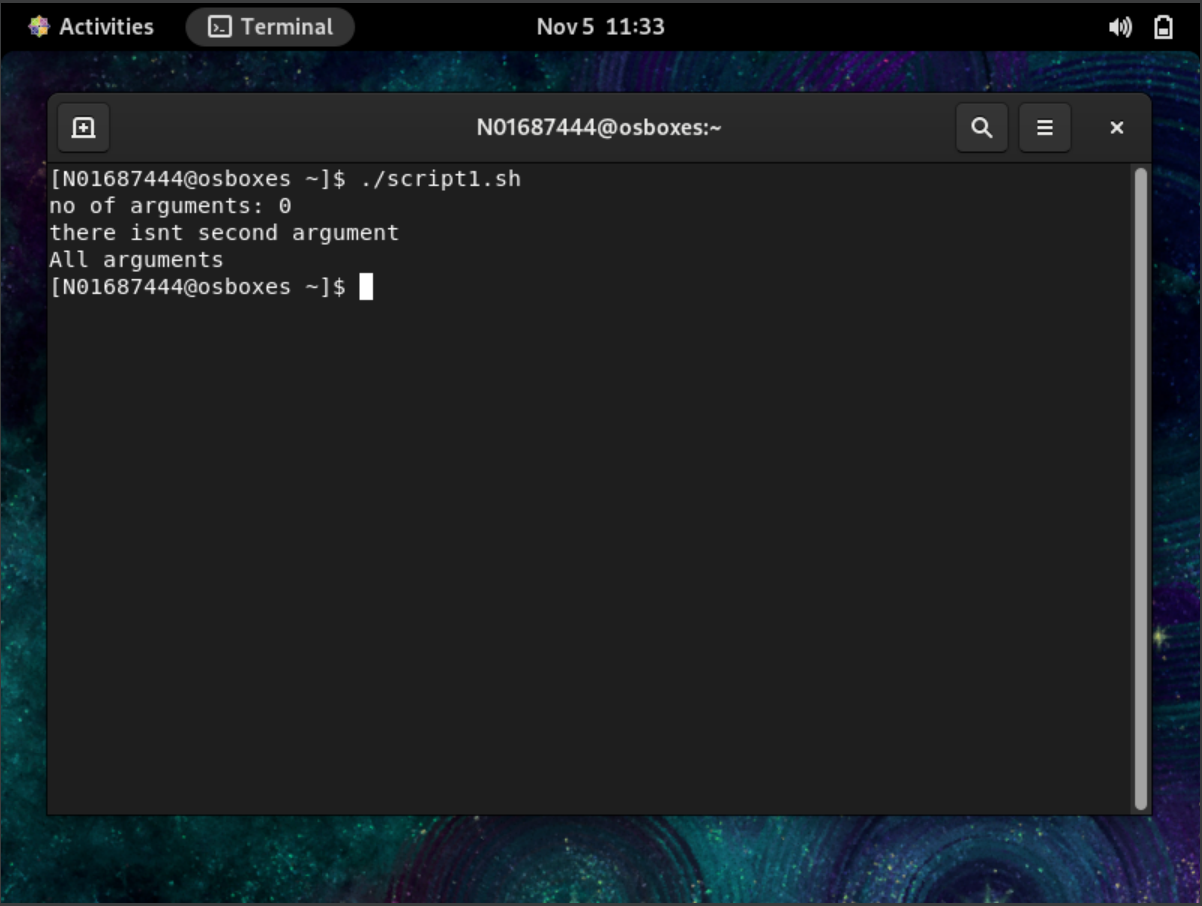 Activities Terminal Nov 5 11:33
N01687444@osboxes:~
[N01687444@osboxes ~]$ ./script1.sh
no of arguments: 0
there isnt second argument
All arguments
[N01687444@osboxes ~]$